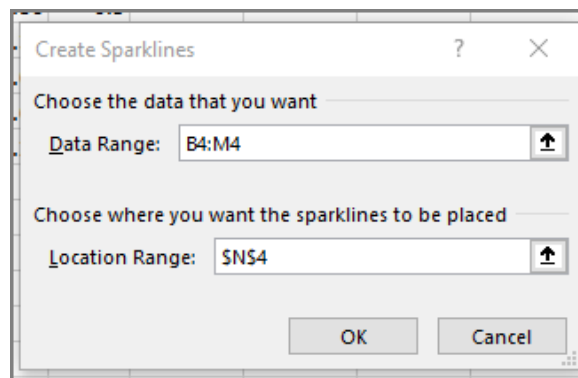 Create Sparklines ? ×
Choose the data that you want
Data Range: B4:M4
Choose where you want the sparklines to be placed
Location Range: $N$4
OK Cancel